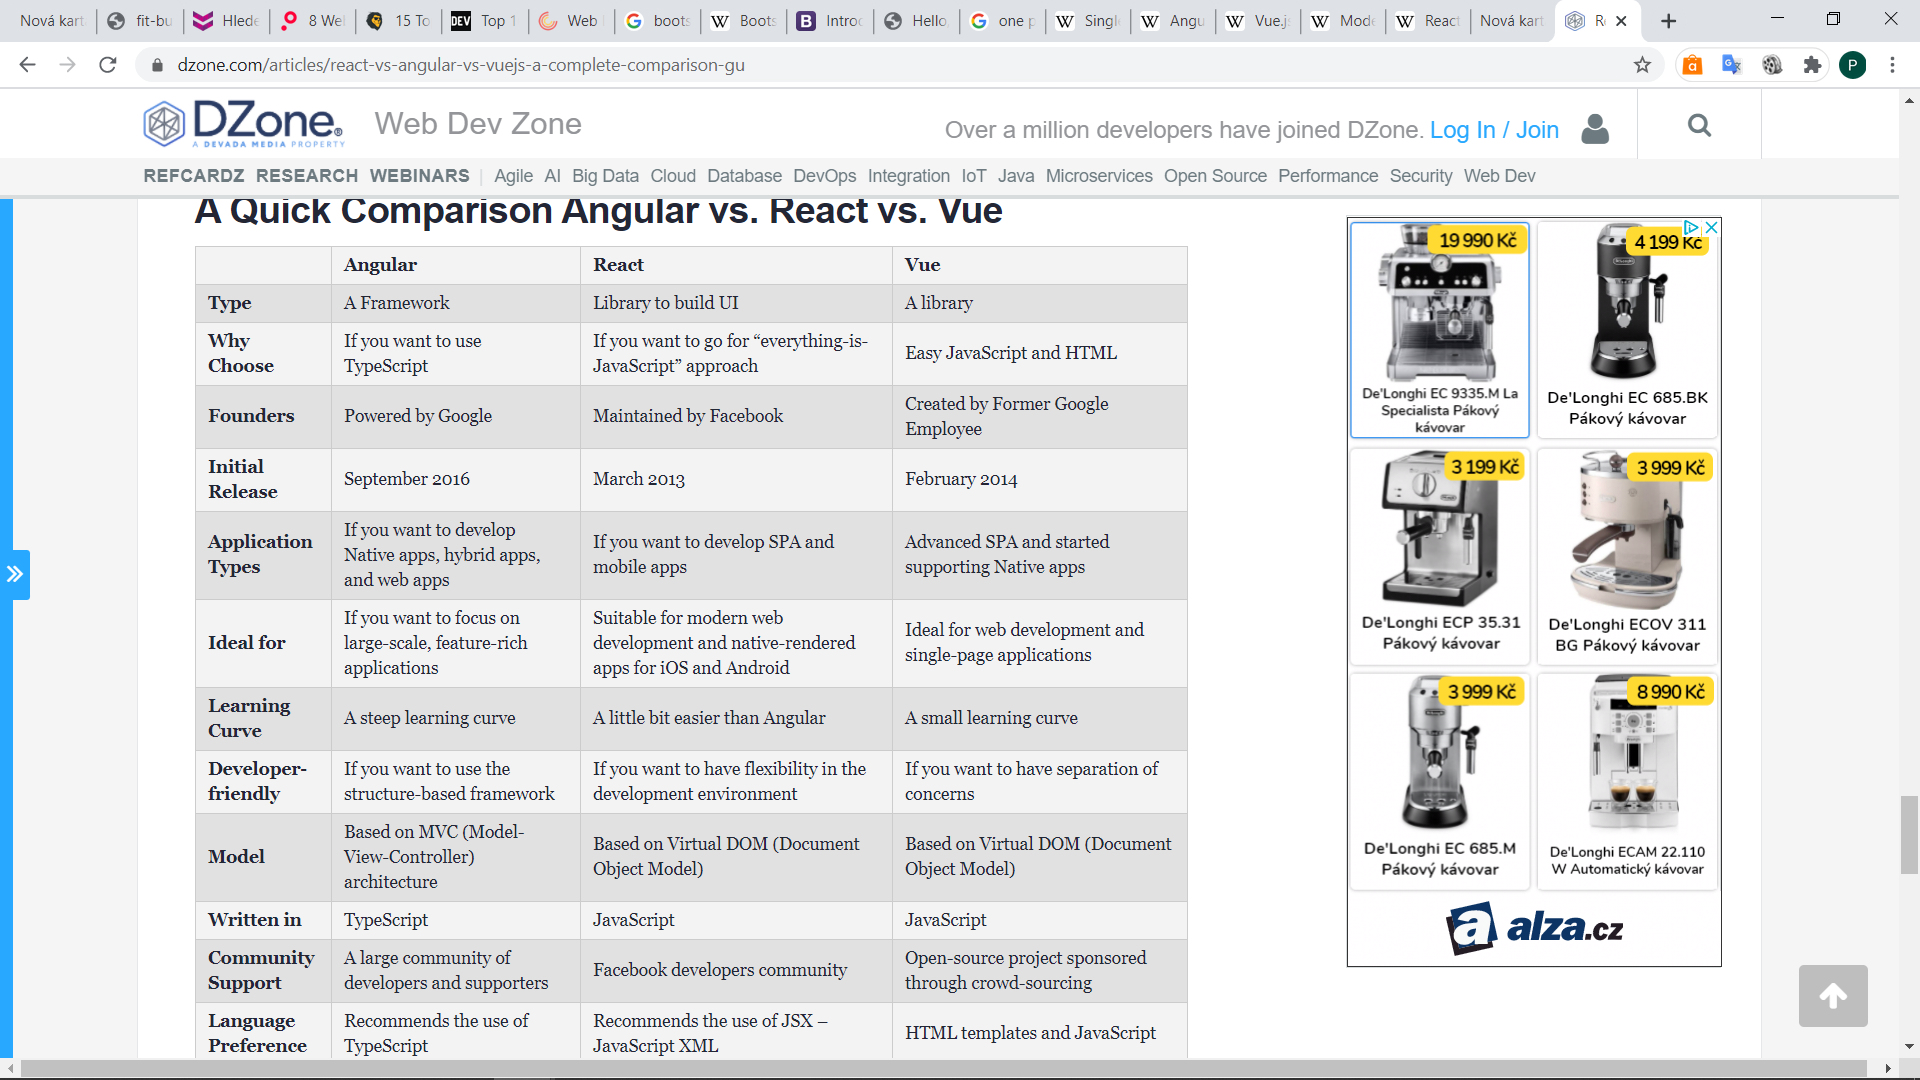 Nová kart
fit-bu
Hlede
8 Wel
15 To
DEV Top 1
Web
boots
Boots
Introc
Hello,
one p
Singl
Angu
Vue.j
Mode
React
Nová kart
R
dzone.com/articles/react-vs-angular-vs-vuejs-a-complete-comparison-gu
P
DZone® Web Dev Zone
A DEVADA MEDIA PROPERTY
Over a million developers have joined DZone. Log In / Join
REFCARDZ RESEARCH WEBINARS | Agile AI Big Data Cloud Database DevOps Integration IoT Java Microservices Open Source Performance Security Web Dev
A Quick Comparison Angular vs. React vs. Vue
Angular React Vue
Type
A Framework
Library to build UI
A library
Why
Choose
If you want to use
TypeScript
If you want to go for “everything-is-
JavaScript” approach
Easy JavaScript and HTML
Founders
Powered by Google
Maintained by Facebook
Created by Former Google
Employee
Initial
Release
September 2016
March 2013
February 2014
Application
Types
If you want to develop
Native apps, hybrid apps,
and web apps
If you want to develop SPA and
mobile apps
Advanced SPA and started
supporting Native apps
Ideal for
If you want to focus on
large-scale, feature-rich
applications
Suitable for modern web
development and native-rendered
apps for iOS and Android
Ideal for web development and
single-page applications
Learning
Curve
A steep learning curve
A little bit easier than Angular
A small learning curve
Developer-
friendly
If you want to use the
structure-based framework
If you want to have flexibility in the
development environment
If you want to have separation of
concerns
Model
Based on MVC (Model-
View-Controller)
architecture
Based on Virtual DOM (Document
Object Model)
Based on Virtual DOM (Document
Object Model)
Written in
TypeScript
JavaScript
JavaScript
Community
Support
A large community of
developers and supporters
Facebook developers community
Open-source project sponsored
through crowd-sourcing
Language
Preference
Recommends the use of
TypeScript
Recommends the use of JSX –
JavaScript XML
HTML templates and JavaScript
19 990 Kč
De'Longhi EC 9335.M La
Specialista Pákový
kávovar
4 199 Kč
De'Longhi EC 685.BK
Pákový kávovar
3 199 Kč
De'Longhi ECP 35.31
Pákový kávovar
3 999 Kč
De'Longhi ECOV 311
BG Pákový kávovar
3 999 Kč
De'Longhi EC 685.M
Pákový kávovar
8 990 Kč
De'Longhi ECAM 22.110
W Automatický kávovar
a alza.cz